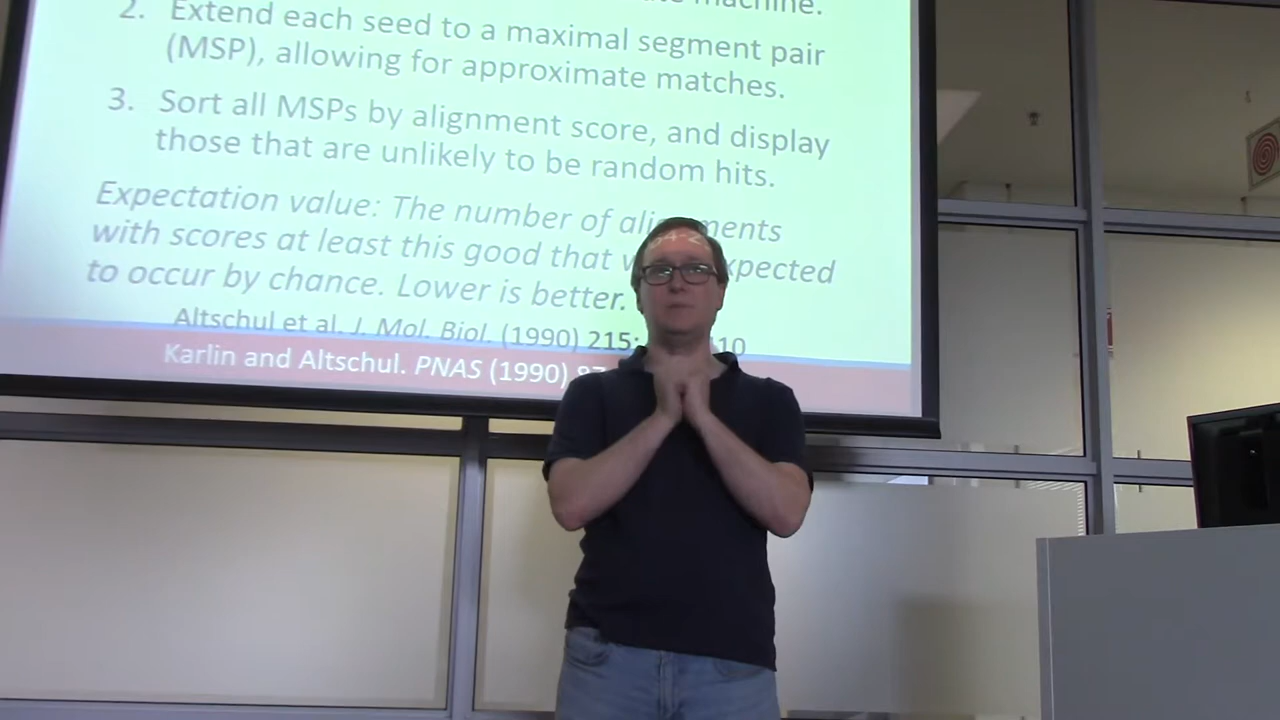 machine.
2. Extend each seed to a maximal segment pair
(MSP), allowing for approximate matches.
3. Sort all MSPs by alignment score, and display
those that are unlikely to be random hits.
Expectation value: The number of alignments
with scores at least this good that expected
to occur by chance. Lower is better.
Altschul et al. J. Mol. Biol. (1990) 215:
Karlin and Altschul. PNAS (1990)